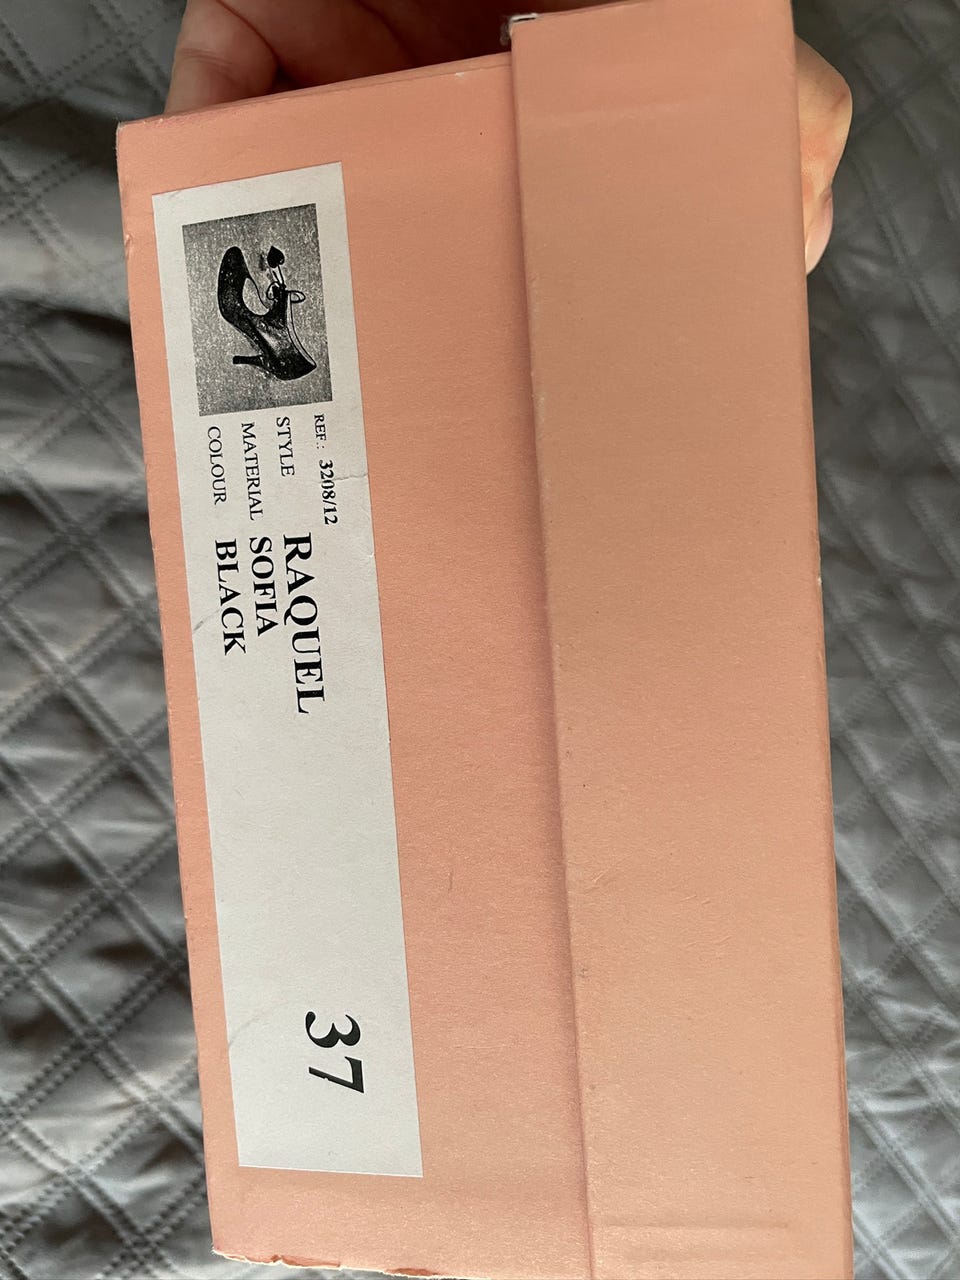 REF.: 3208/12
STYLE RAQUEL
MATERIAL SOFIA
COLOUR BLACK
37